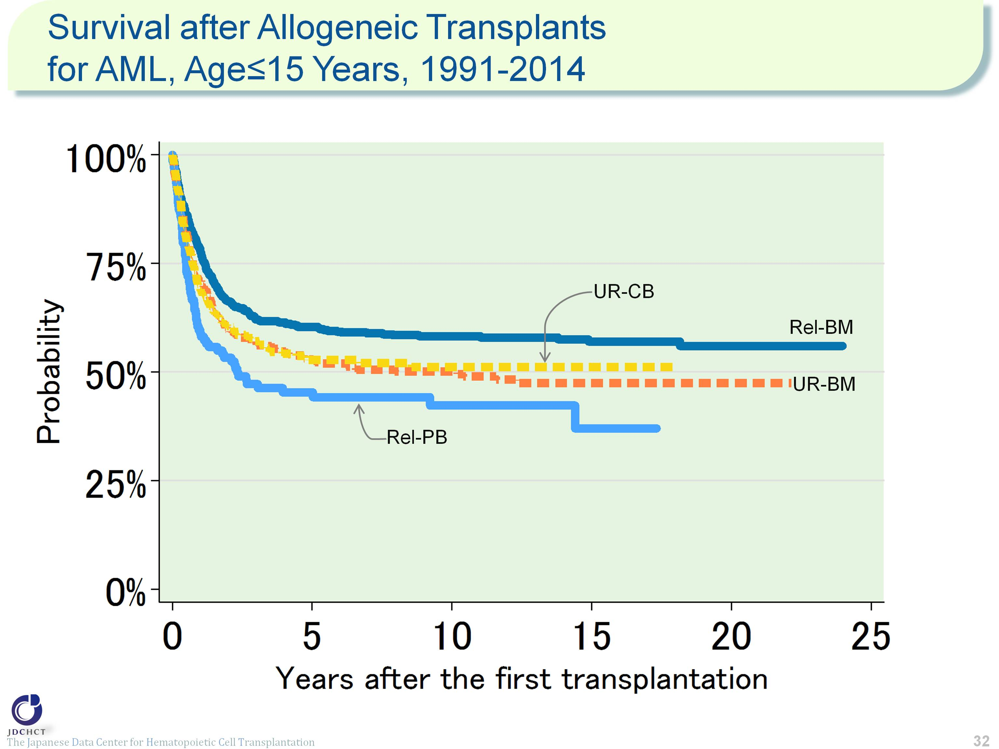 Survival after Allogeneic Transplants
for AML, Age≤15 Years, 1991-2014
100%
75%
50%
25%
0%
Probability
UR-CB
Rel-BM
UR-BM
Rel-PB
0 5 10 15 20 25
Years after the first transplantation
JDCHCT
The Japanese Data Center for Hematopoietic Cell Transplantation
32